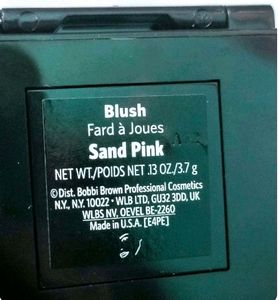 Blush
Fard à Joues
Sand Pink
NET WT./POIDS NET .13 OZ./3.7 g
©Dist. Bobbi Brown Professional Cosmetics
N.Y., N.Y. 10022 • WLB LTD, GU32 3DD, UK
WLBS NV, OEVEL BE-2260
Made in U.S.A. [E4PE]